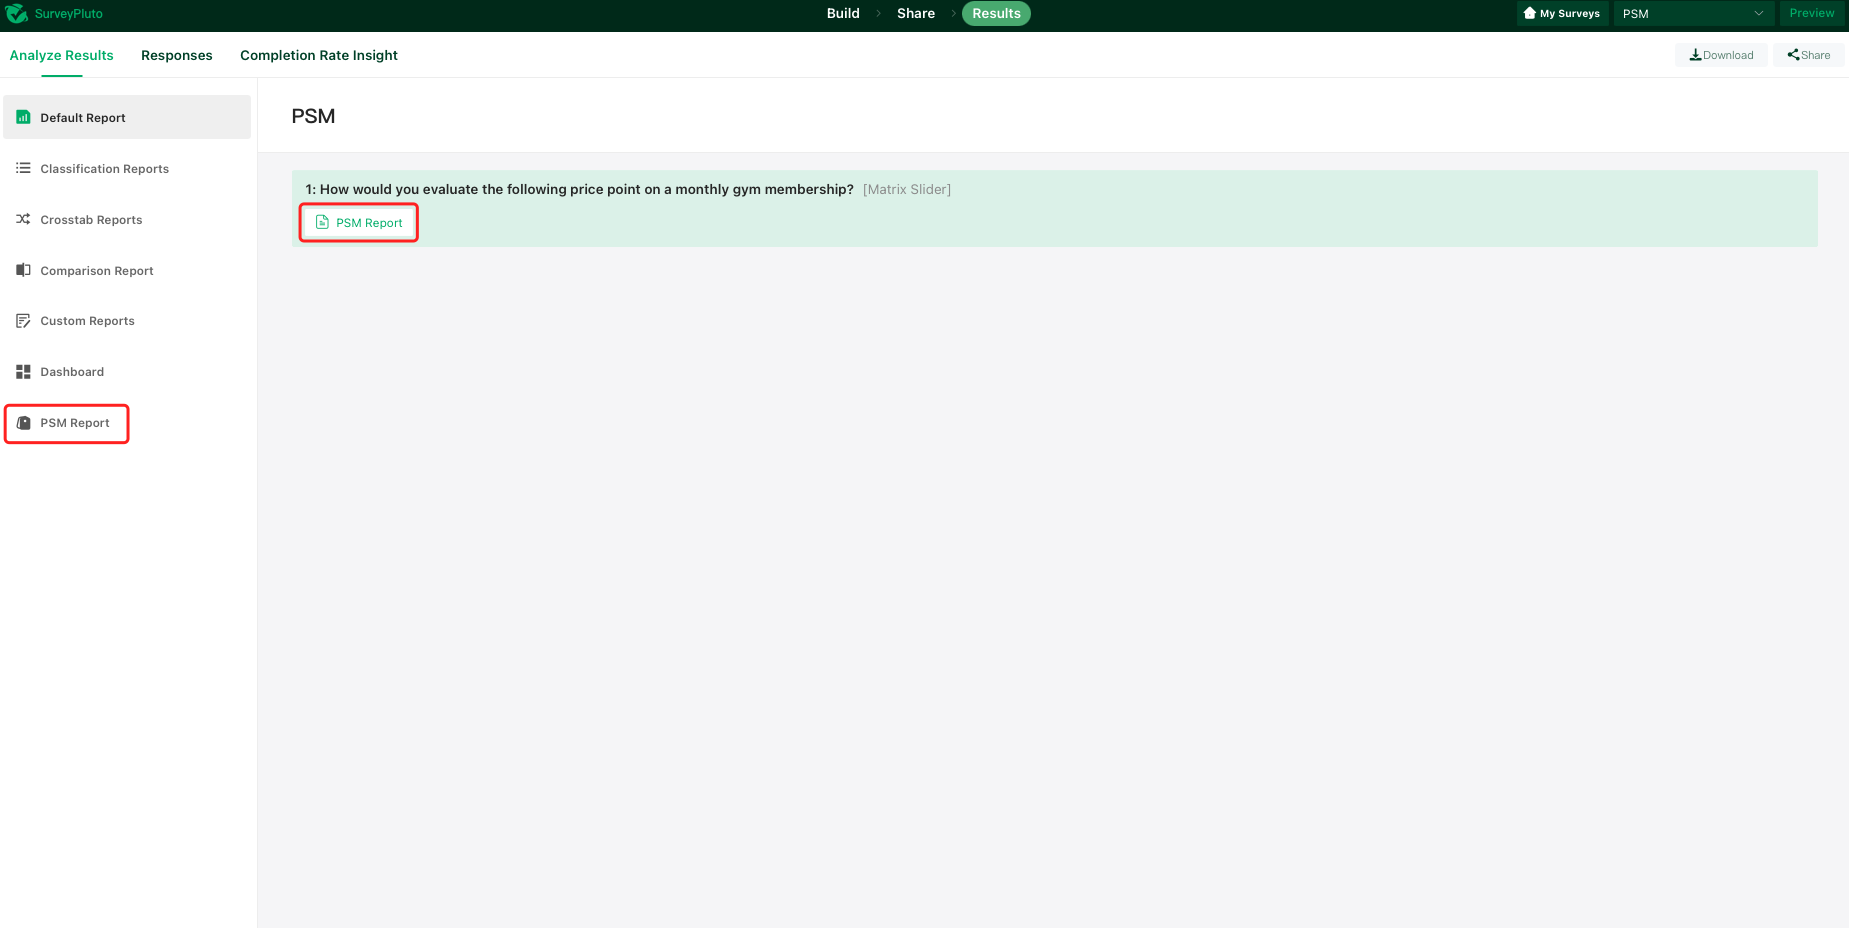 SurveyPluto
Build
Share
Results
My Surveys
PSM
Preview
Analyze Results
Responses
Completion Rate Insight
Download
Share
Default Report
Classification Reports
Crosstab Reports
Comparison Report
Custom Reports
Dashboard
PSM Report
PSM
1: How would you evaluate the following price point on a monthly gym membership? [Matrix Slider]
PSM Report